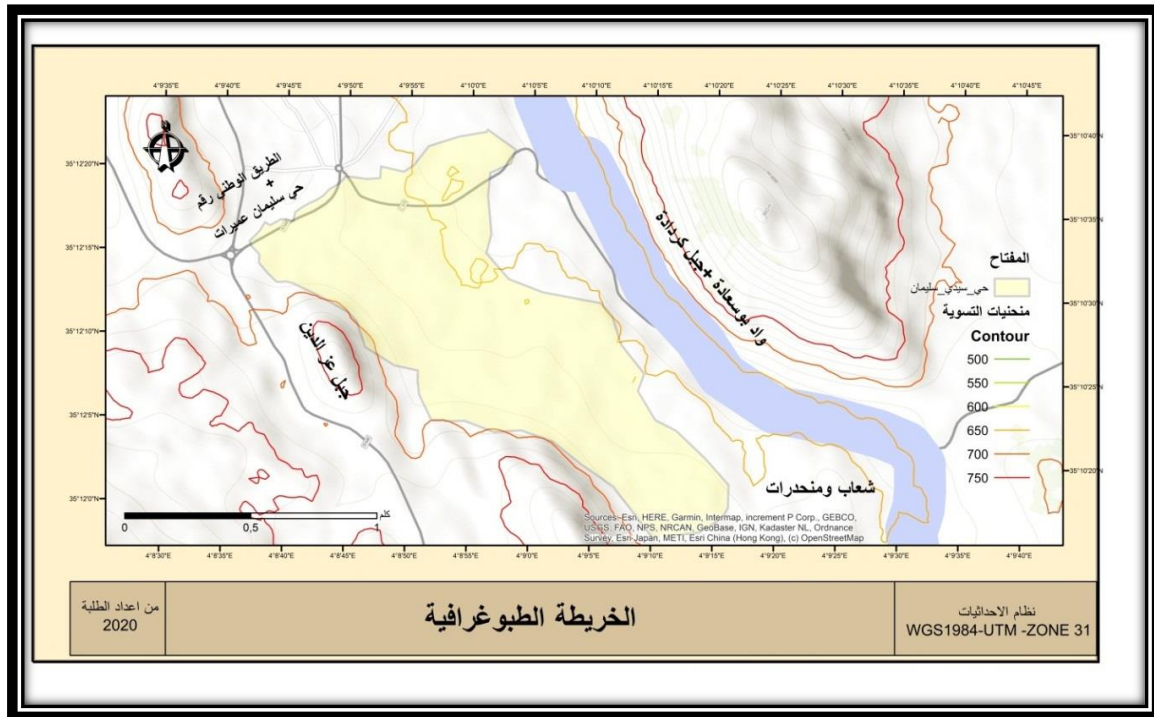 4°9'35"E 4°9'40"E 4°9'45"E 4°9'50"E 4°9'55"E 4°10'0"E 4°10'5"E 4°10'10"E 4°10'15"E 4°10'20"E 4°10'25"E 4°10'30"E 4°10'35"E 4°10'40"E 4°10'45"E
35°12'20"N
35°12'15"N
35°12'10"N
35°12'5"N
35°12'0"N
35°10'40"N
35°10'35"N
35°10'30"N
35°10'25"N
35°10'20"N
الطريق الوطني رقم
+
حي سليمان عميرات
جبل عز الدين
واد بوسعادة +جبل كردادة
شعاب ومنحدرات
المفتاح
حي_سيدي_سليمان
منحنيات التسوية
Contour
500
550
600
650
700
750
كلم
0 0,5 1
Sources: Esri, HERE, Garmin, Intermap, increment P Corp., GEBCO,
USGS, FAO, NPS, NRCAN, GeoBase, IGN, Kadaster NL, Ordnance
Survey, Esri Japan, METI, Esri China (Hong Kong), (c) OpenStreetMap
4°8'30"E 4°8'35"E 4°8'40"E 4°8'45"E 4°8'50"E 4°8'55"E 4°9'0"E 4°9'5"E 4°9'10"E 4°9'15"E 4°9'20"E 4°9'25"E 4°9'30"E 4°9'35"E 4°9'40"E
نظام الاحداثيات
WGS1984-UTM -ZONE 31
الخريطة الطبوغرافية
من اعداد الطلبة
2020